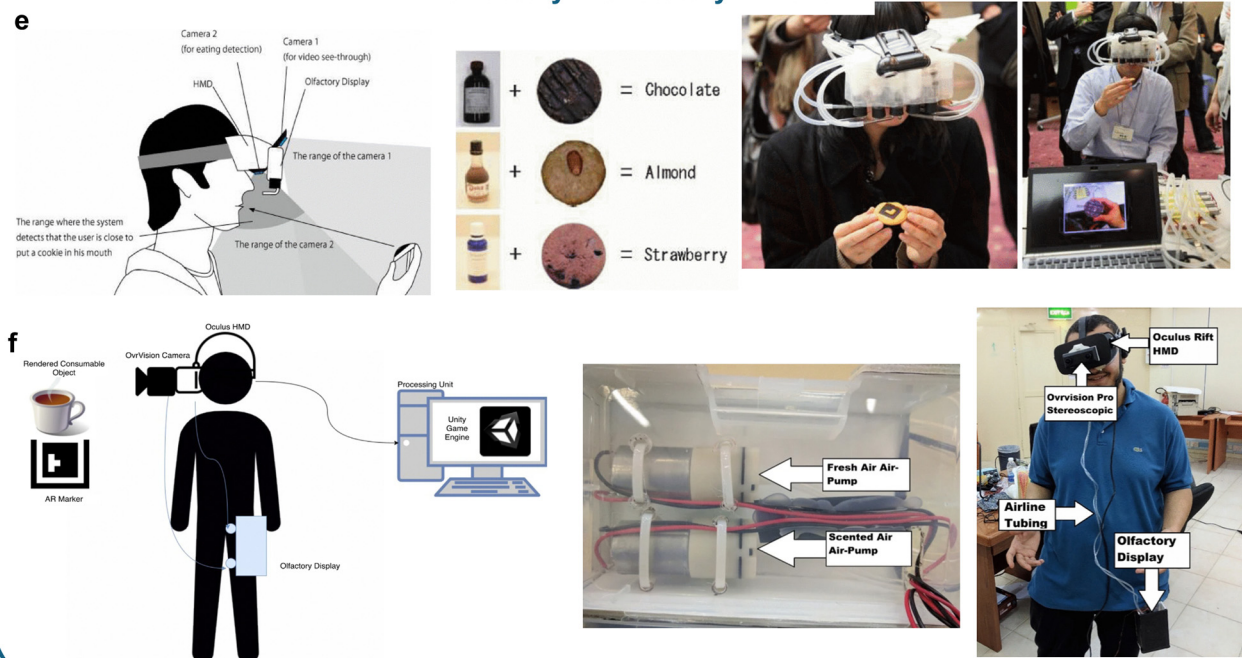 e
Camera 2
(for eating detection)
Camera 1
(for video see-through)
HMD
Olfactory Display
The range of the camera 1
The range where the system
detects that the user is close to
put a cookie in his mouth
The range of the camera 2
+ = Chocolate
+ = Almond
+ = Strawberry
f
Oculus HMD
OvrVision Camera
Rendered Consumable
Object
AR Marker
Processing Unit
Unity
Game
Engine
Olfactory Display
Fresh Air Air-
Pump
Scented Air
Air-Pump
Oculus Rift
HMD
Ovrvision Pro
Stereoscopic
Airline
Tubing
Olfactory
Display